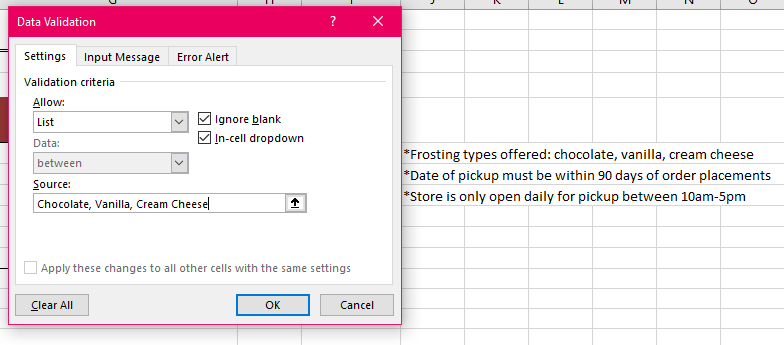 G J K L M N O
Data Validation ? ×
Settings Input Message Error Alert
Validation criteria
Allow:
List
Ignore blank
Data:
In-cell dropdown
between
Source:
Chocolate, Vanilla, Cream Cheese
Apply these changes to all other cells with the same settings
Clear All OK Cancel
*Frosting types offered: chocolate, vanilla, cream cheese
*Date of pickup must be within 90 days of order placements
*Store is only open daily for pickup between 10am-5pm